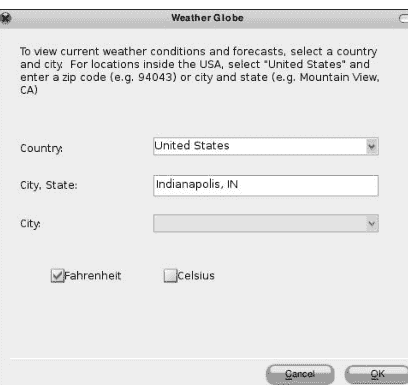 Weather Globe
To view current weather conditions and forecasts, select a country
and city. For locations inside the USA, select "United States" and
enter a zip code (e.g. 94043) or city and state (e.g. Mountain View,
CA)
Country: United States
City, State: Indianapolis, IN
City:
Fahrenheit Celsius
Cancel OK